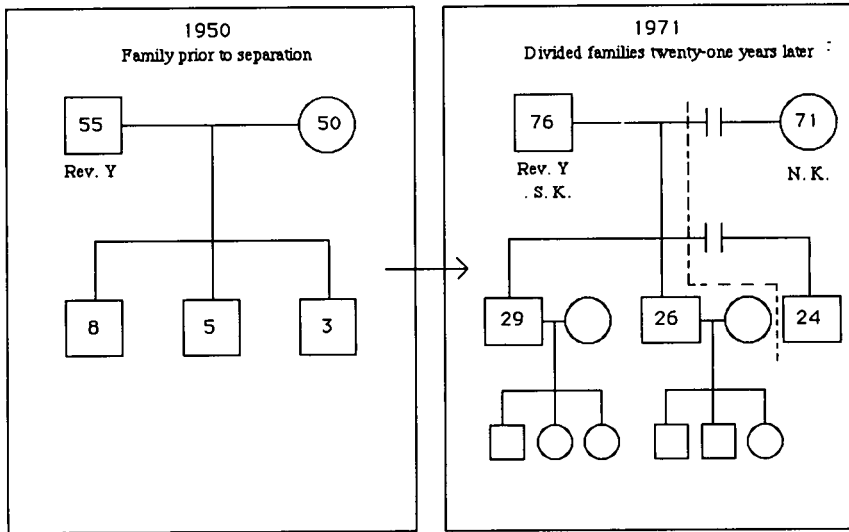 1950
Family prior to separation
55
50
Rev. Y
8
5
3
1971
Divided families twenty-one years later :
76
71
Rev. Y
. S. K.
N. K.
29
26
24